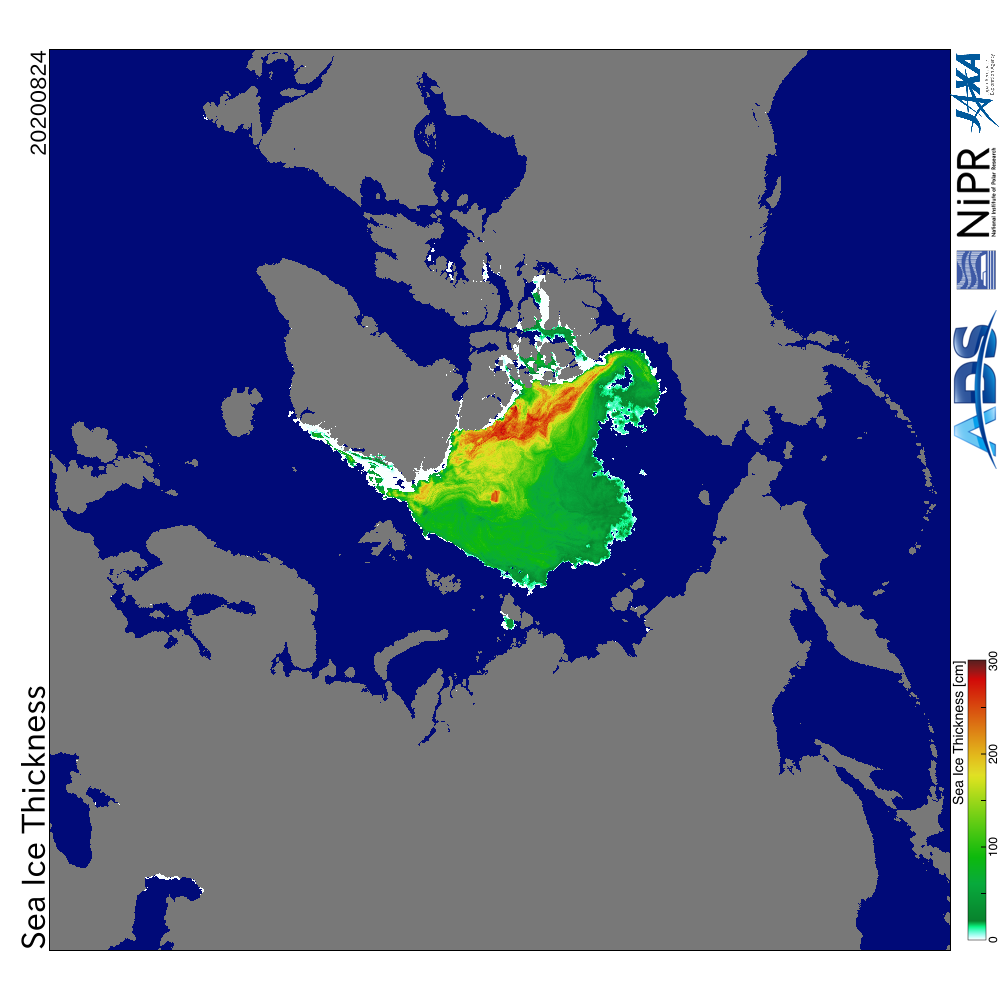 Sea Ice Thickness
20200824
JAXA
NiPR
National Institute of Polar Research
ADS
Sea Ice Thickness [cm]
0
100
200
300